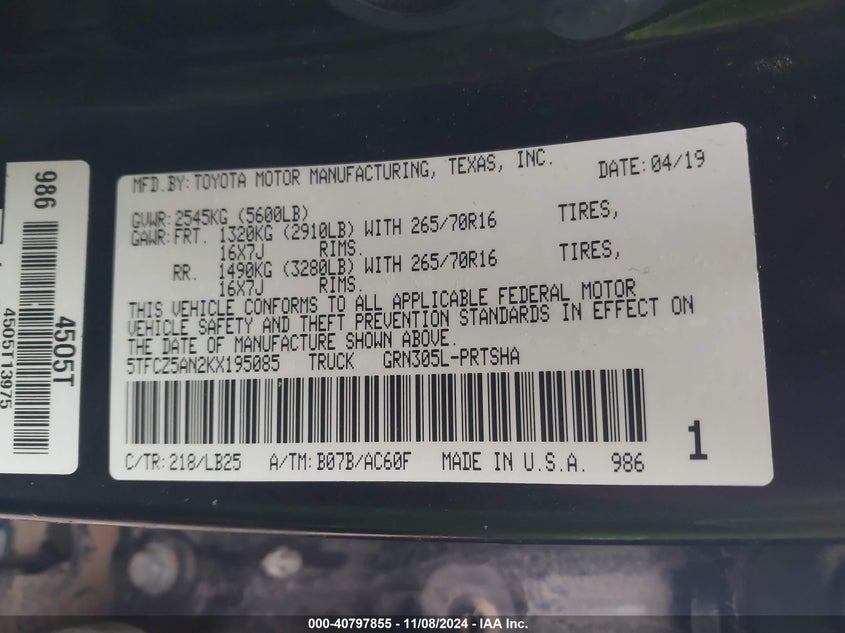 MFD.BY:TOYOTA MOTOR MANUFACTURING, TEXAS, INC. DATE:04/19
GVWR:2545KG (5600LB)
GAWR:FRT. 1320KG (2910LB) WITH 265/70R16 TIRES,
16X7J RIMS.
RR. 1490KG (3280LB) WITH 265/70R16 TIRES,
16X7J RIMS.
THIS VEHICLE CONFORMS TO ALL APPLICABLE FEDERAL MOTOR
VEHICLE SAFETY AND THEFT PREVENTION STANDARDS IN EFFECT ON
THE DATE OF MANUFACTURE SHOWN ABOVE.
5TFCZ5AN2KX195085 TRUCK GRN305L-PRTSHA
C/TR:218/LB25 A/TM:B07B/AC60F MADE IN U.S.A. 986
1
986
4505T
4505T13975
000-40797855 - 11/08/2024 - IAA Inc.